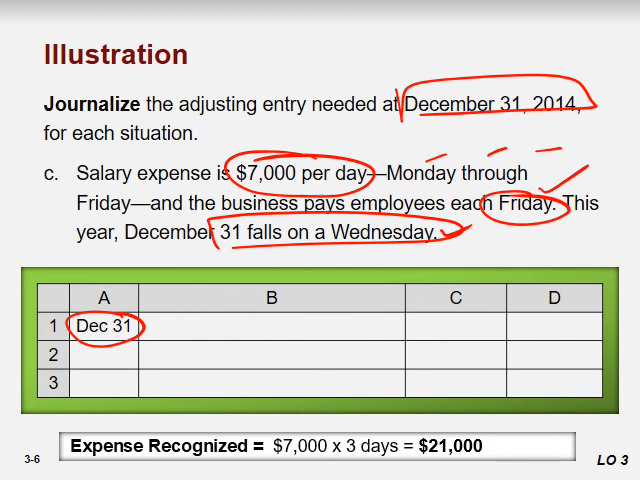 Illustration
Journalize the adjusting entry needed at December 31, 2014,
for each situation.
c. Salary expense is $7,000 per day—Monday through
Friday—and the business pays employees each Friday. This
year, December 31 falls on a Wednesday.
A B C D
1 Dec 31
2
3
Expense Recognized = $7,000 x 3 days = $21,000
3-6
LO 3